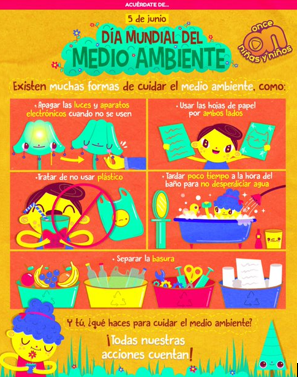 ACUÉRDATE DE...
5 de junio
DÍA MUNDIAL DEL
MEDIO AMBIENTE
once
niñas y niños
Existen muchas formas de cuidar el medio ambiente, como:
• Apagar las luces y aparatos
electrónicos cuando no se usen
• Usar las hojas de papel
por ambos lados
• Tratar de no usar plástico
• Tardar poco tiempo a la hora del
baño para no desperdiciar agua
• Separar la basura
Y tú, ¿qué haces para cuidar el medio ambiente?
¡Todas nuestras
acciones cuentan!